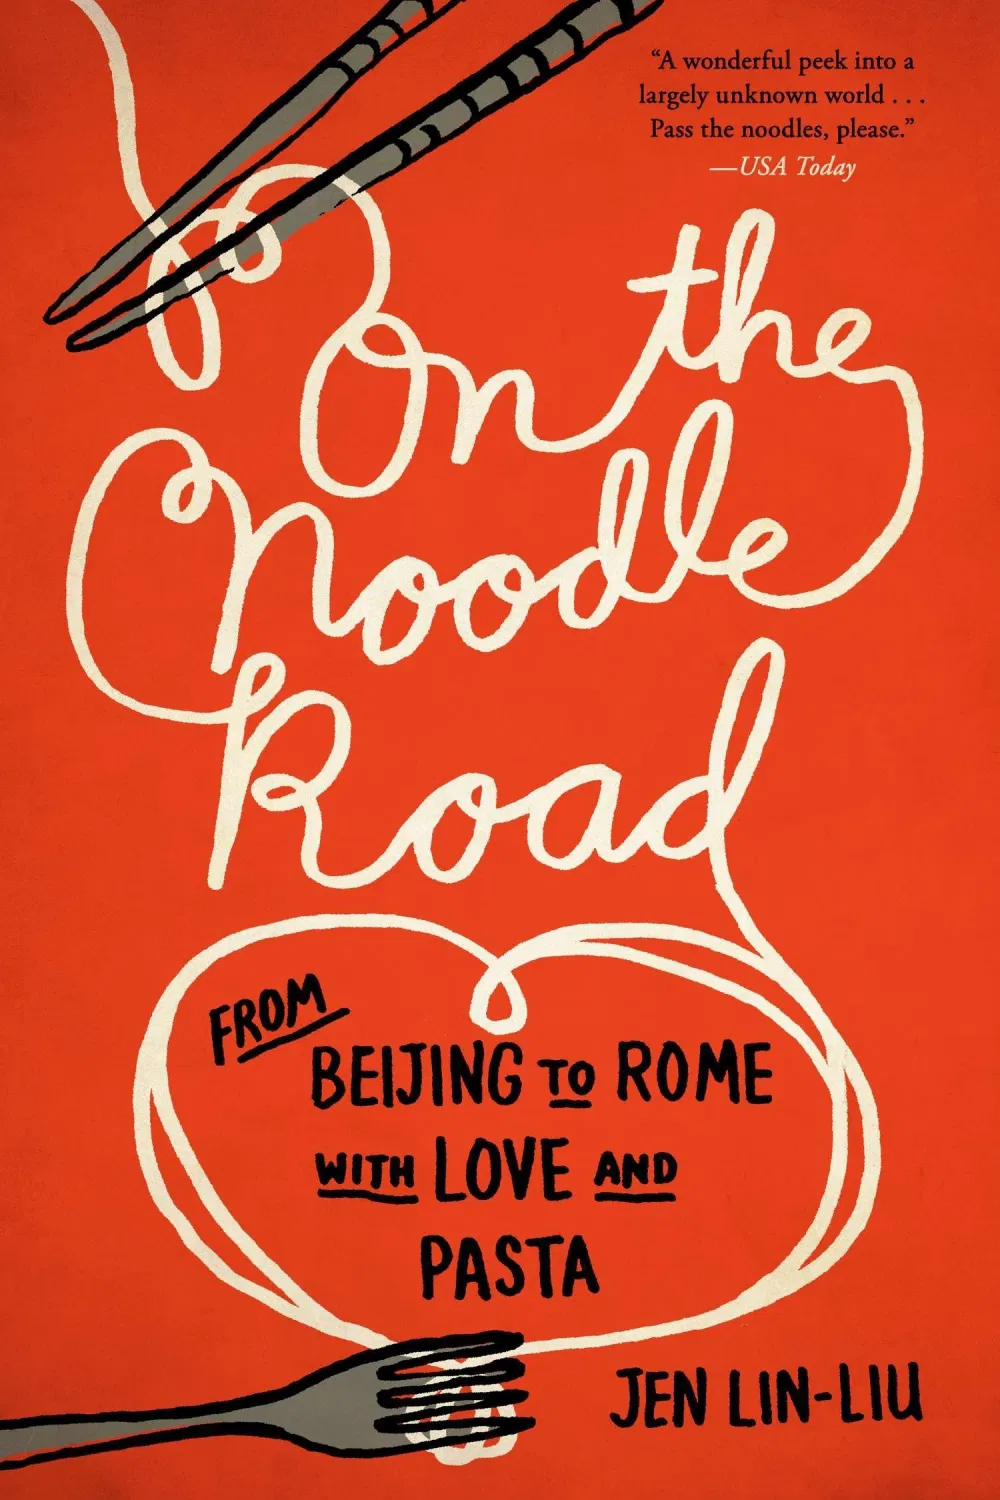 “A wonderful peek into a
largely unknown world . . .
Pass the noodles, please.”
—USA Today
On the
Noodle
Road
FROM
BEIJING TO ROME
WITH LOVE AND
PASTA
JEN LIN-LIU